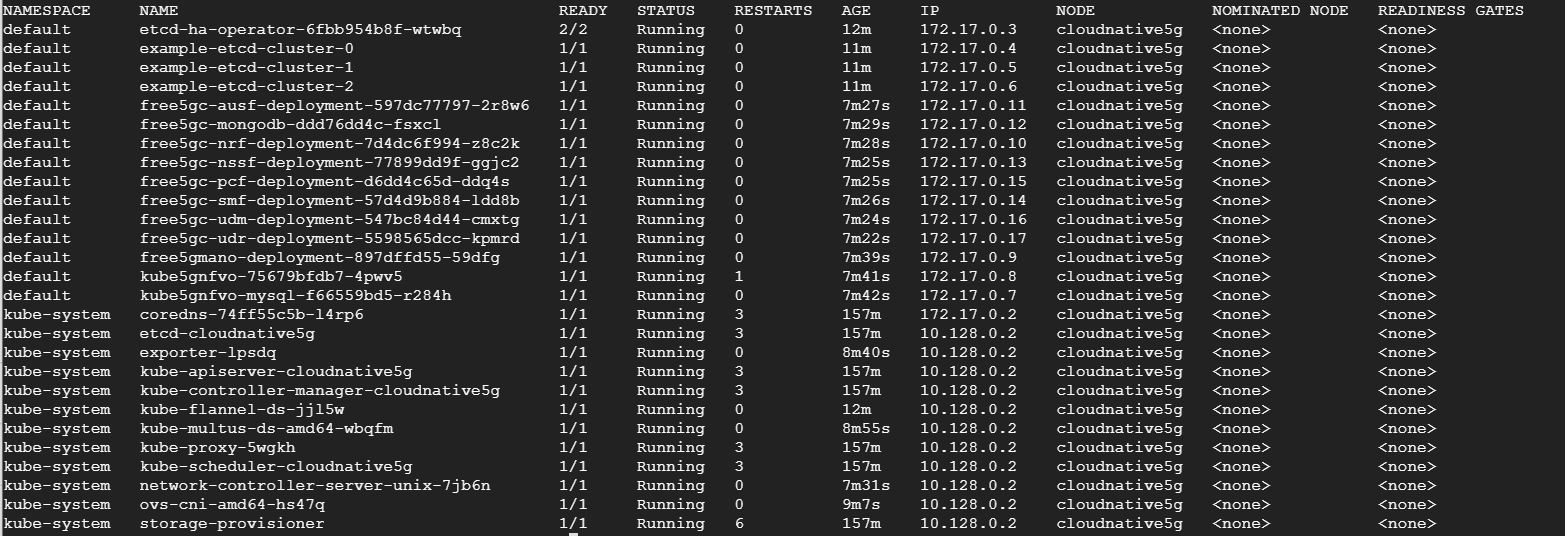 NAMESPACE NAME READY STATUS RESTARTS AGE IP NODE NOMINATED NODE READINESS GATES
default etcd-ha-operator-6fbb954b8f-wtwbq 2/2 Running 0 12m 172.17.0.3 cloudnative5g <none> <none>
default example-etcd-cluster-0 1/1 Running 0 11m 172.17.0.4 cloudnative5g <none> <none>
default example-etcd-cluster-1 1/1 Running 0 11m 172.17.0.5 cloudnative5g <none> <none>
default example-etcd-cluster-2 1/1 Running 0 11m 172.17.0.6 cloudnative5g <none> <none>
default free5gc-ausf-deployment-597dc77797-2r8w6 1/1 Running 0 7m27s 172.17.0.11 cloudnative5g <none> <none>
default free5gc-mongodb-ddd76dd4c-fsxcl 1/1 Running 0 7m29s 172.17.0.12 cloudnative5g <none> <none>
default free5gc-nrf-deployment-7d4dc6f994-z8c2k 1/1 Running 0 7m28s 172.17.0.10 cloudnative5g <none> <none>
default free5gc-nssf-deployment-77899dd9f-ggjc2 1/1 Running 0 7m25s 172.17.0.13 cloudnative5g <none> <none>
default free5gc-pcf-deployment-d6dd4c65d-ddq4s 1/1 Running 0 7m25s 172.17.0.15 cloudnative5g <none> <none>
default free5gc-smf-deployment-57d4d9b884-ldd8b 1/1 Running 0 7m26s 172.17.0.14 cloudnative5g <none> <none>
default free5gc-udm-deployment-547bc84d44-cmxtg 1/1 Running 0 7m24s 172.17.0.16 cloudnative5g <none> <none>
default free5gc-udr-deployment-5598565dcc-kpmrd 1/1 Running 0 7m22s 172.17.0.17 cloudnative5g <none> <none>
default free5gmano-deployment-897dffd55-59dfg 1/1 Running 0 7m39s 172.17.0.9 cloudnative5g <none> <none>
default kube5gnfvo-75679bfdb7-4pwv5 1/1 Running 1 7m41s 172.17.0.8 cloudnative5g <none> <none>
default kube5gnfvo-mysql-f66559bd5-r284h 1/1 Running 0 7m42s 172.17.0.7 cloudnative5g <none> <none>
kube-system coredns-74ff55c5b-l4rp6 1/1 Running 3 157m 172.17.0.2 cloudnative5g <none> <none>
kube-system etcd-cloudnative5g 1/1 Running 3 157m 10.128.0.2 cloudnative5g <none> <none>
kube-system exporter-lpsdq 1/1 Running 0 8m40s 10.128.0.2 cloudnative5g <none> <none>
kube-system kube-apiserver-cloudnative5g 1/1 Running 3 157m 10.128.0.2 cloudnative5g <none> <none>
kube-system kube-controller-manager-cloudnative5g 1/1 Running 3 157m 10.128.0.2 cloudnative5g <none> <none>
kube-system kube-flannel-ds-jjl5w 1/1 Running 0 12m 10.128.0.2 cloudnative5g <none> <none>
kube-system kube-multus-ds-amd64-wbqfm 1/1 Running 0 8m55s 10.128.0.2 cloudnative5g <none> <none>
kube-system kube-proxy-5wgkh 1/1 Running 3 157m 10.128.0.2 cloudnative5g <none> <none>
kube-system kube-scheduler-cloudnative5g 1/1 Running 3 157m 10.128.0.2 cloudnative5g <none> <none>
kube-system network-controller-server-unix-7jb6n 1/1 Running 0 7m31s 10.128.0.2 cloudnative5g <none> <none>
kube-system ovs-cni-amd64-hs47q 1/1 Running 0 9m7s 10.128.0.2 cloudnative5g <none> <none>
kube-system storage-provisioner 1/1 Running 6 157m 10.128.0.2 cloudnative5g <none> <none>